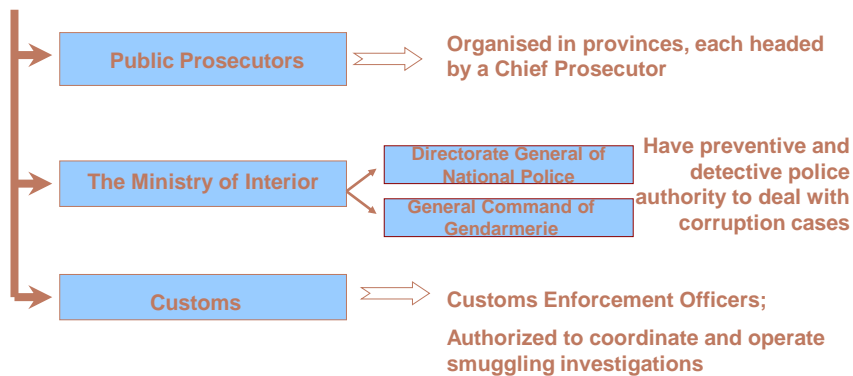 Public Prosecutors
Organised in provinces, each headed
by a Chief Prosecutor
The Ministry of Interior
Directorate General of
National Police
General Command of
Gendarmerie
Have preventive and
detective police
authority to deal with
corruption cases
Customs
Customs Enforcement Officers;
Authorized to coordinate and operate
smuggling investigations